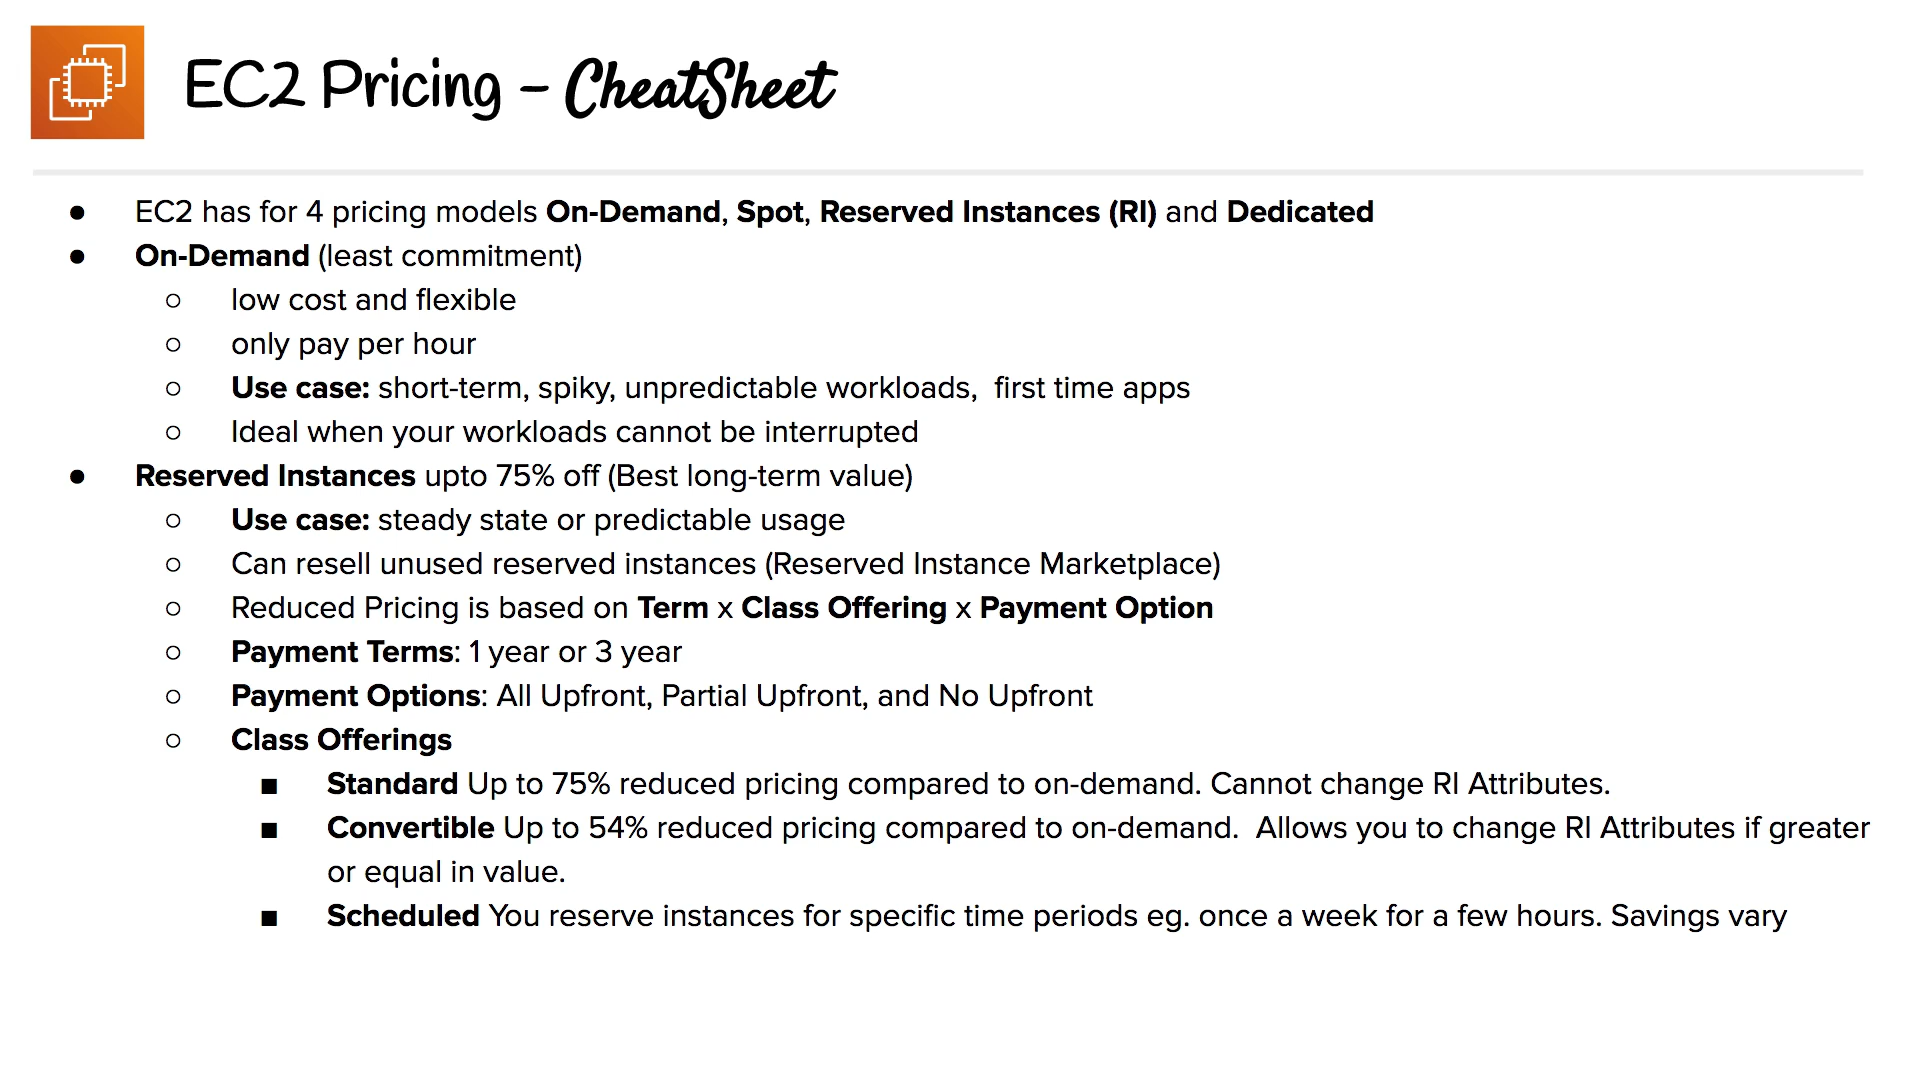 EC2 Pricing – CheatSheet
● EC2 has for 4 pricing models On-Demand, Spot, Reserved Instances (RI) and Dedicated
● On-Demand (least commitment)
○ low cost and flexible
○ only pay per hour
○ Use case: short-term, spiky, unpredictable workloads,  first time apps
○ Ideal when your workloads cannot be interrupted
● Reserved Instances upto 75% off (Best long-term value)
○ Use case: steady state or predictable usage
○ Can resell unused reserved instances (Reserved Instance Marketplace)
○ Reduced Pricing is based on Term x Class Offering x Payment Option
○ Payment Terms: 1 year or 3 year
○ Payment Options: All Upfront, Partial Upfront, and No Upfront
○ Class Offerings
■ Standard Up to 75% reduced pricing compared to on-demand. Cannot change RI Attributes.
■ Convertible Up to 54% reduced pricing compared to on-demand.  Allows you to change RI Attributes if greater
or equal in value.
■ Scheduled You reserve instances for specific time periods eg. once a week for a few hours. Savings vary